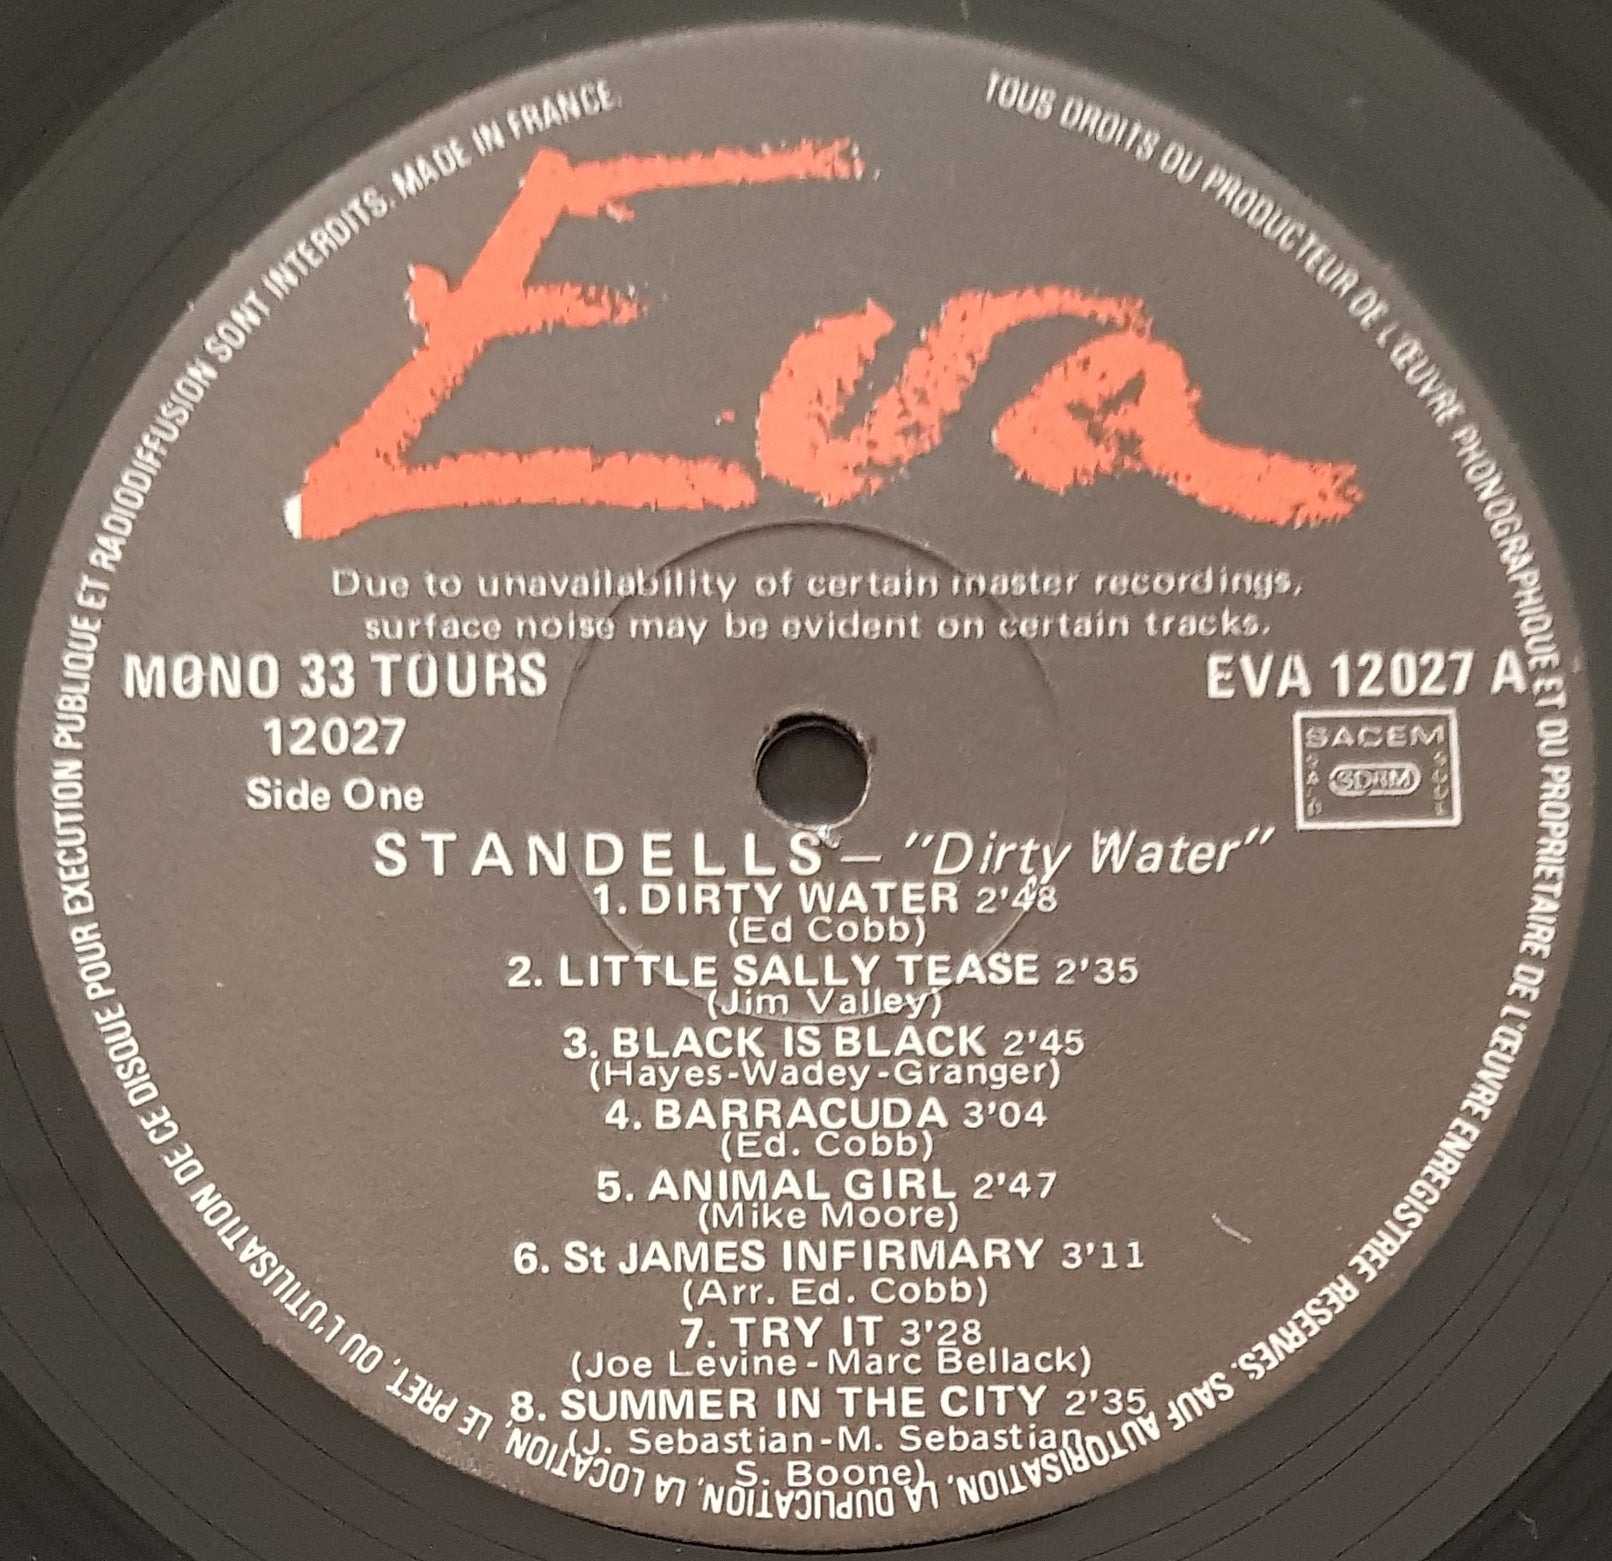 TOUS DROITS DU PRODUCTEUR DE L'ŒUVRE PHONOGRAPHIQUE ET DU PROPRIETAIRE DE L'ŒUVRE ENREGISTREE RESERVES. SAUF AUTORISATION, LA DUPLICATION, LA LOCATION, LE PRET, OU L'UTILISATION DE CE DISQUE POUR EXECUTION PUBLIQUE ET RADIODIFFUSION SONT INTERDITS. MADE IN FRANCE.
Eva
Due to unavailability of certain master recordings,
surface noise may be evident on certain tracks.
MONO 33 TOURS
12027
Side One
EVA 12027 A
SACEM
SDRM
STANDELLS – "Dirty Water"
1. DIRTY WATER 2'48
(Ed Cobb)
2. LITTLE SALLY TEASE 2'35
(Jim Valley)
3. BLACK IS BLACK 2'45
(Hayes-Wadey-Granger)
4. BARRACUDA 3'04
(Ed. Cobb)
5. ANIMAL GIRL 2'47
(Mike Moore)
6. St JAMES INFIRMARY 3'11
(Arr. Ed. Cobb)
7. TRY IT 3'28
(Joe Levine-Marc Bellack)
8. SUMMER IN THE CITY 2'35
(J. Sebastian-M. Sebastian
S. Boone)